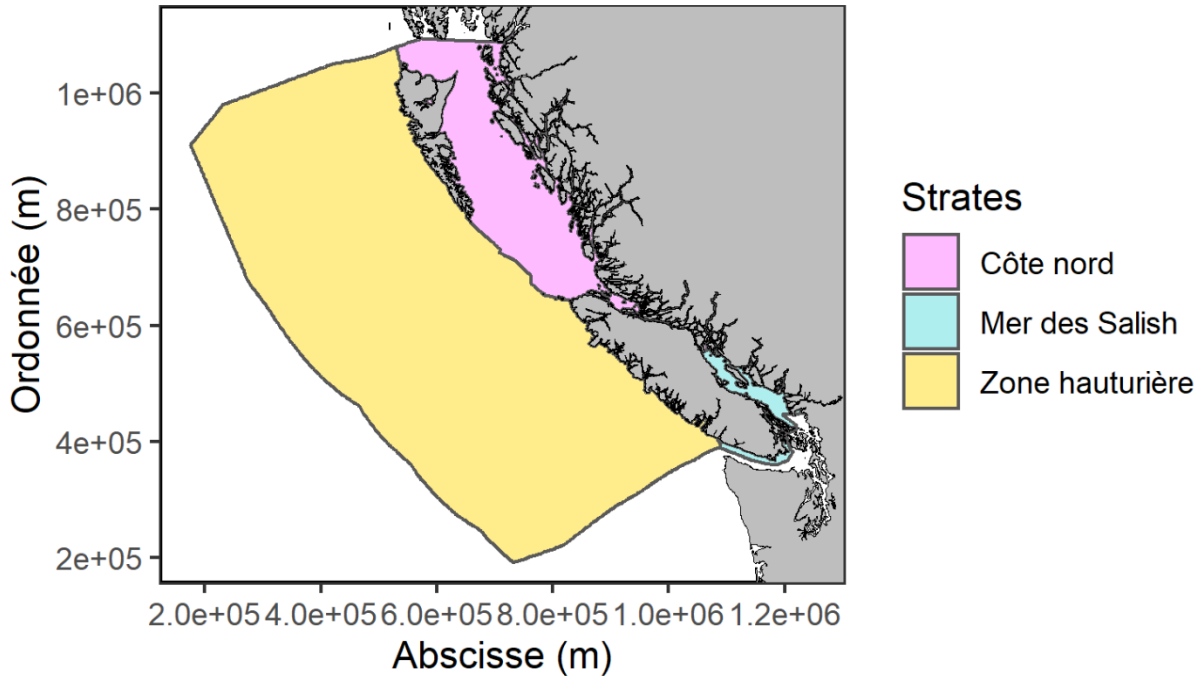 Ordonnée (m)
1e+06
8e+05
6e+05
4e+05
2e+05
2.0e+05 4.0e+05 6.0e+05 8.0e+05 1.0e+06 1.2e+06
Abscisse (m)
Strates
Côte nord
Mer des Salish
Zone hauturière